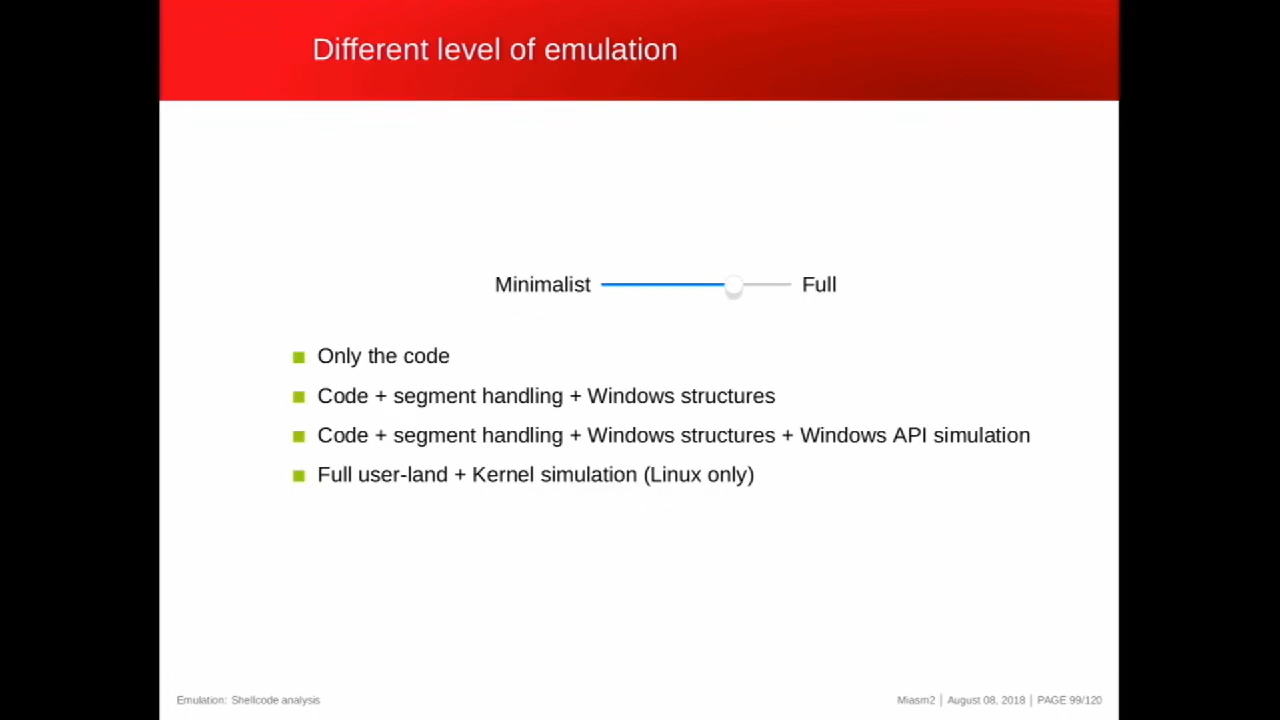 Different level of emulation
Minimalist Full
Only the code
Code + segment handling + Windows structures
Code + segment handling + Windows structures + Windows API simulation
Full user-land + Kernel simulation (Linux only)
Emulation: Shellcode analysis
Miasm2 | August 08, 2018 | PAGE 99/120